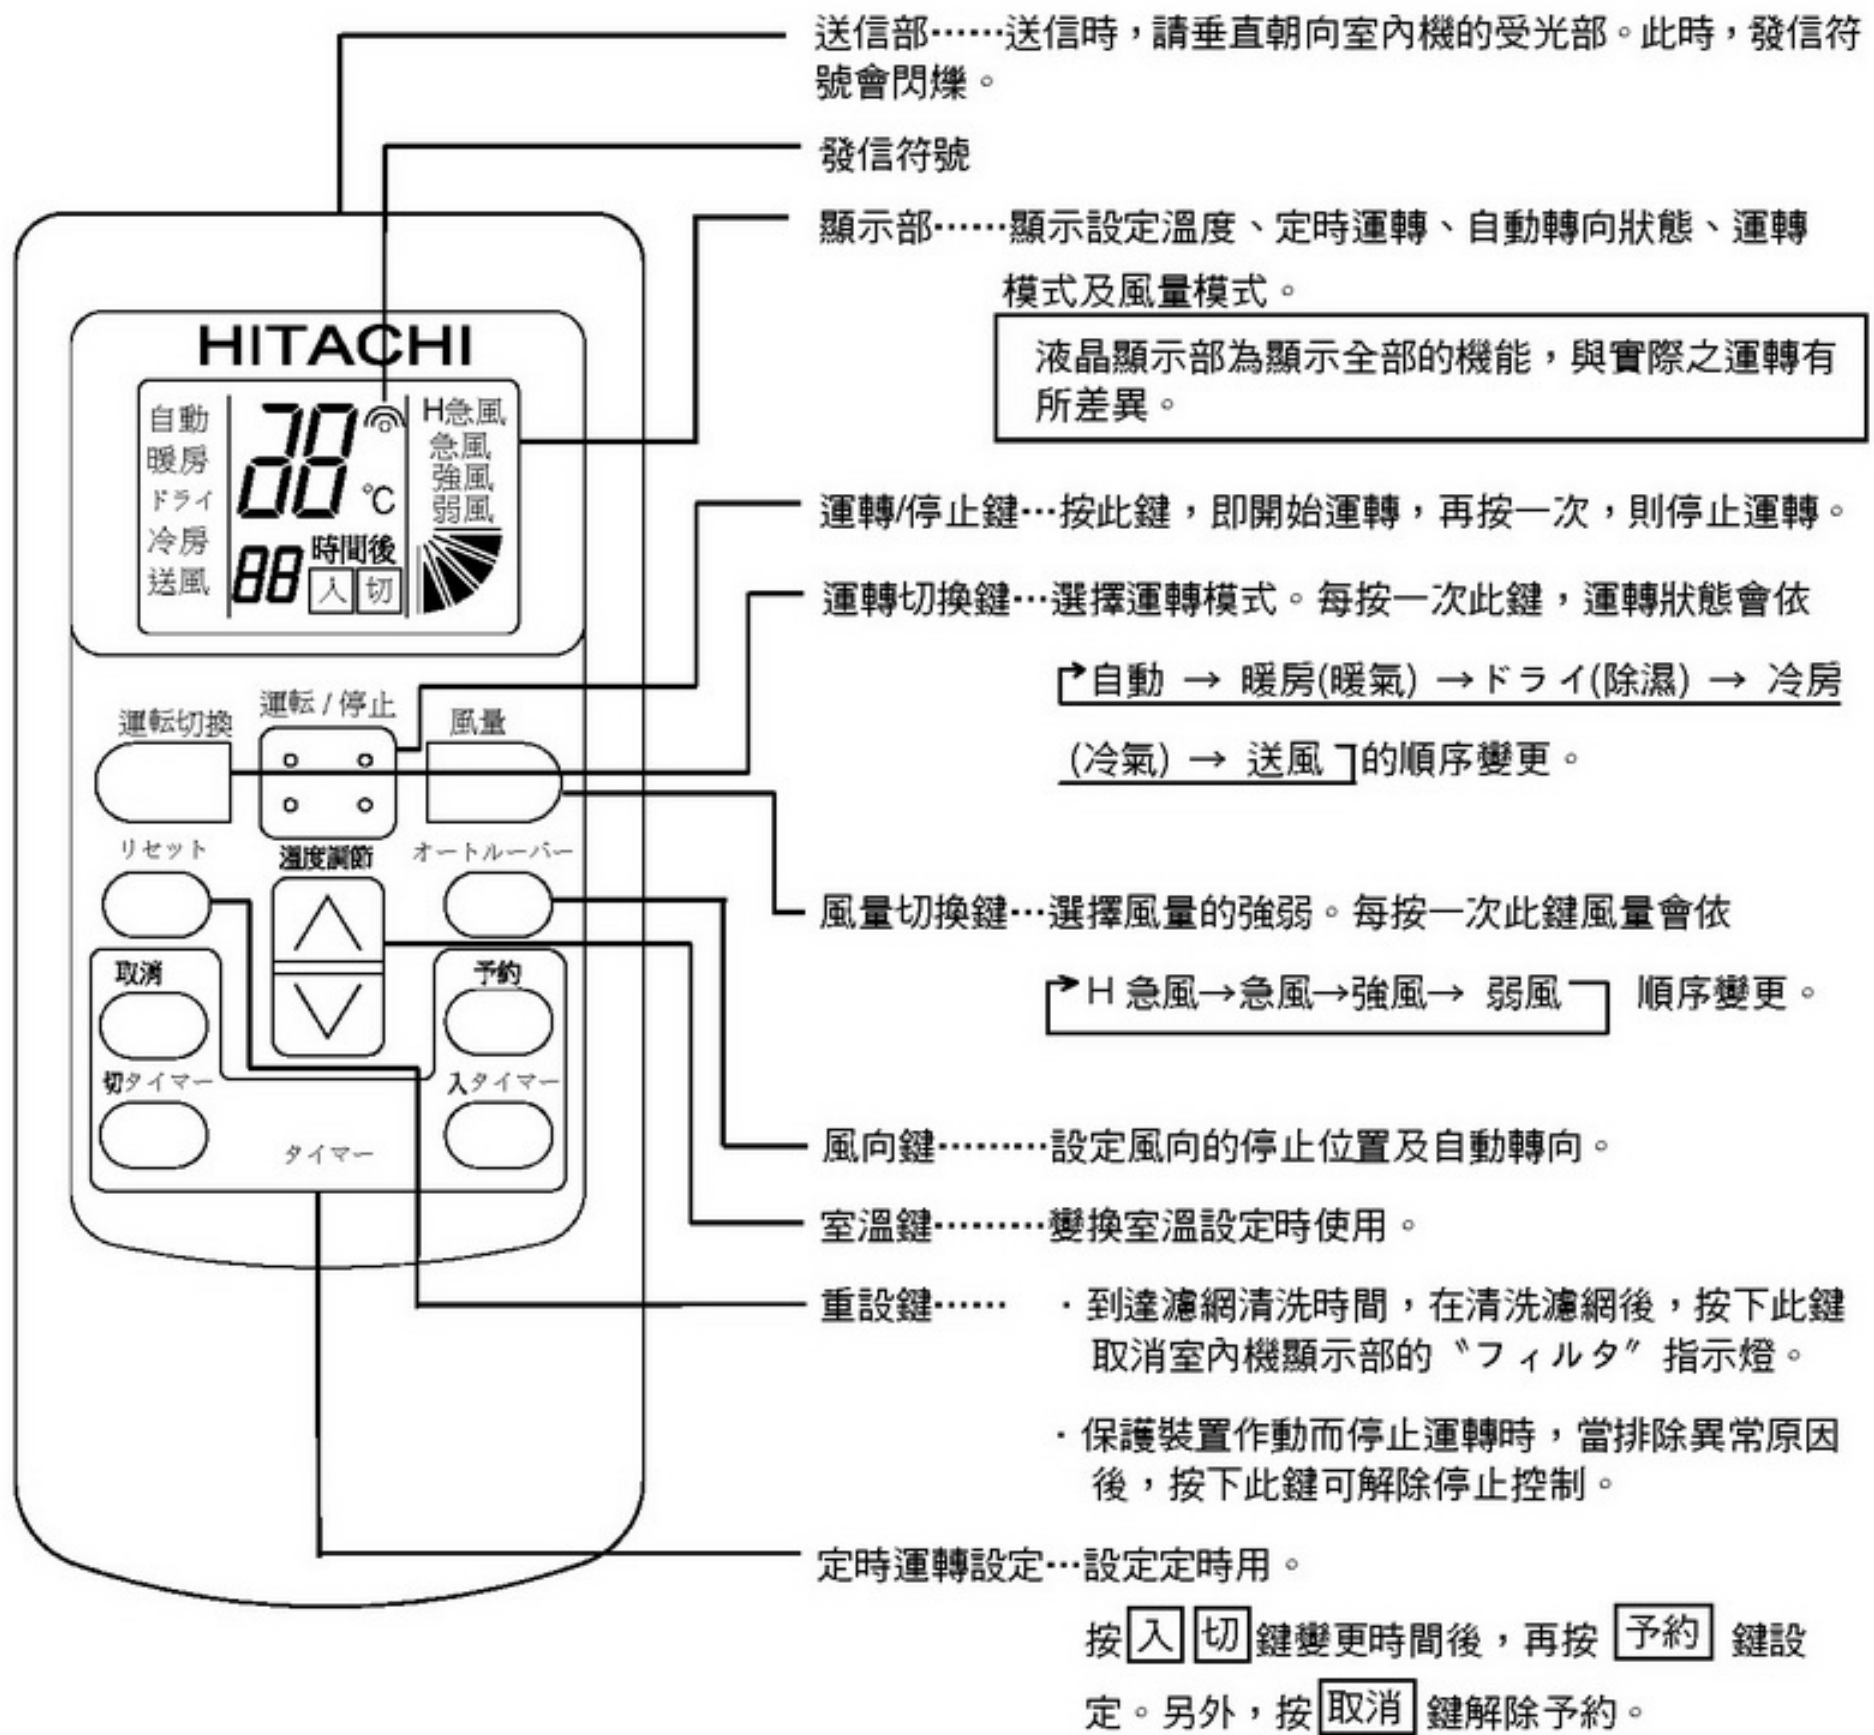 送信部⋯⋯送信時，請垂直朝向室內機的受光部。此時，發信符
號會閃爍。
發信符號
顯示部⋯⋯顯示設定溫度、定時運轉、自動轉向狀態、運轉
模式及風量模式。
液晶顯示部為顯示全部的機能，與實際之運轉有
所差異。
HITACHI
自動
暖房
ドライ
冷房
送風
28
℃
88
時間後
入 切
H急風
急風
強風
弱風
運転切換
運転 / 停止
風量
リセット
溫度調節
オートルーバー
取消
予約
切タイマー
入タイマー
タイマー
運轉/停止鍵⋯按此鍵，即開始運轉，再按一次，則停止運轉。
運轉切換鍵⋯選擇運轉模式。每按一次此鍵，運轉狀態會依
自動 → 暖房(暖氣) →ドライ(除濕) → 冷房
(冷氣) → 送風 的順序變更。
風量切換鍵⋯選擇風量的強弱。每按一次此鍵風量會依
H 急風→急風→強風→ 弱風 順序變更。
風向鍵⋯⋯⋯設定風向的停止位置及自動轉向。
室溫鍵⋯⋯⋯變換室溫設定時使用。
重設鍵⋯⋯ ・到達濾網清洗時間，在清洗濾網後，按下此鍵
取消室內機顯示部的〝フィルタ〞指示燈。
・保護裝置作動而停止運轉時，當排除異常原因
後，按下此鍵可解除停止控制。
定時運轉設定⋯設定定時用。
按 入 切 鍵變更時間後，再按 予約 鍵設
定。另外，按 取消 鍵解除予約。